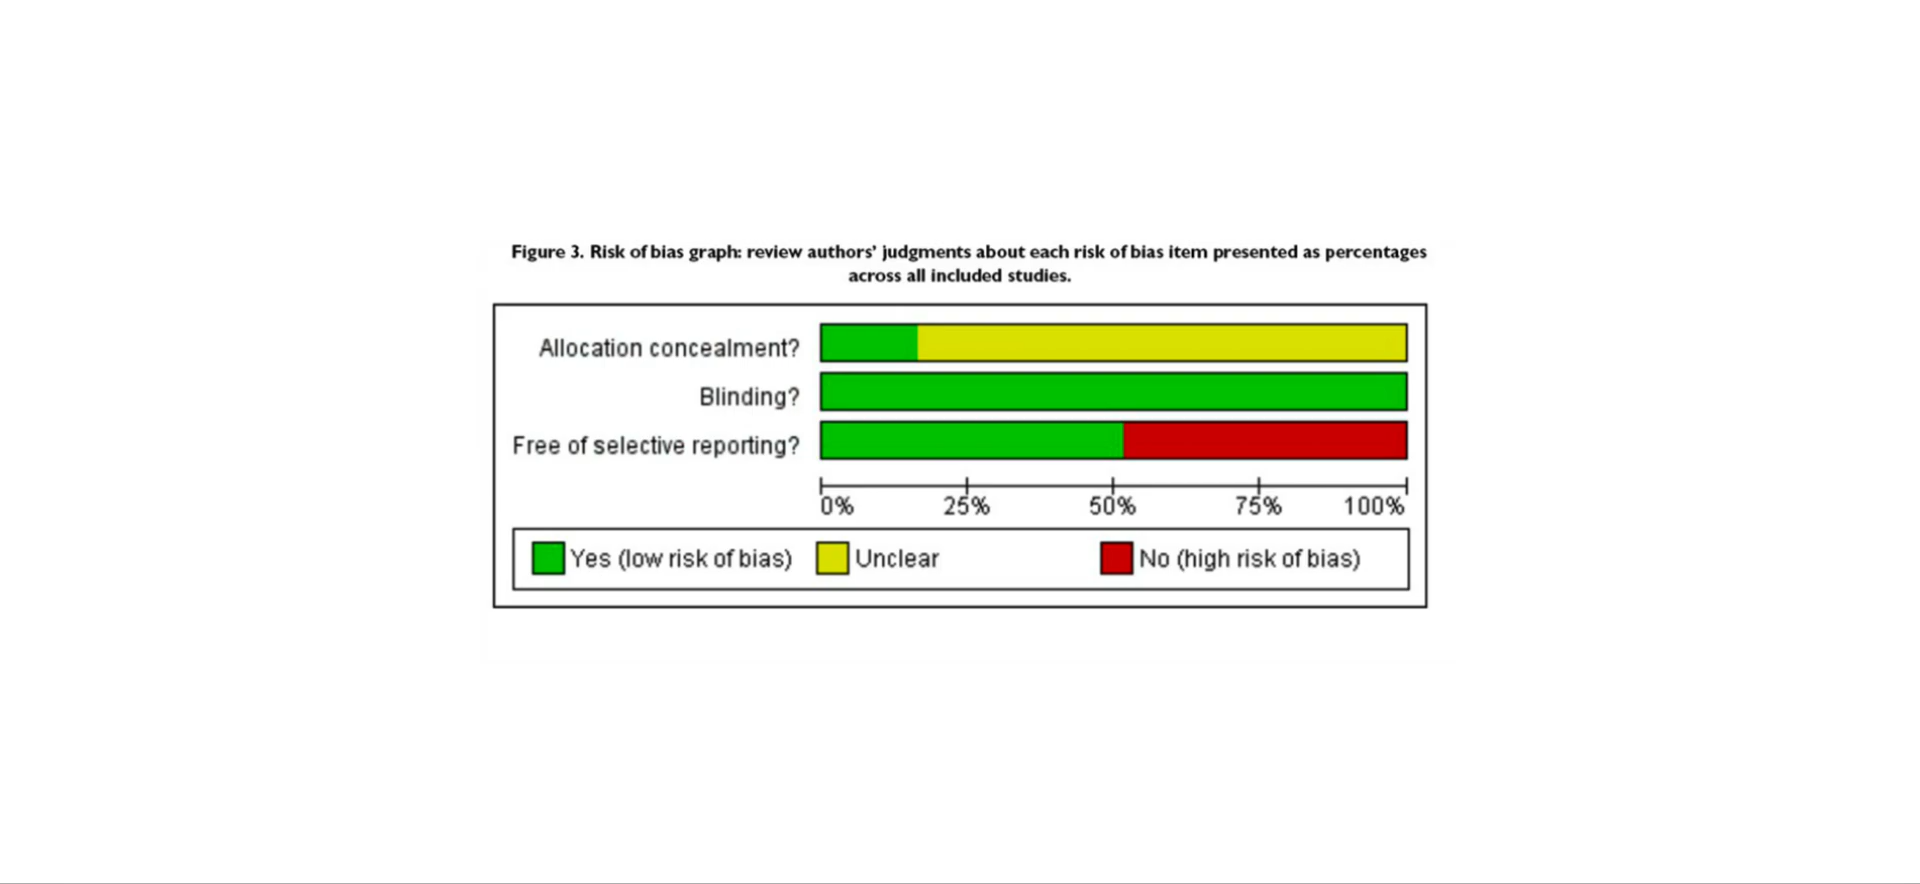 Figure 3. Risk of bias graph: review authors' judgments about each risk of bias item presented as percentages
across all included studies.
Allocation concealment?
Blinding?
Free of selective reporting?
0% 25% 50% 75% 100%
Yes (low risk of bias) Unclear No (high risk of bias)